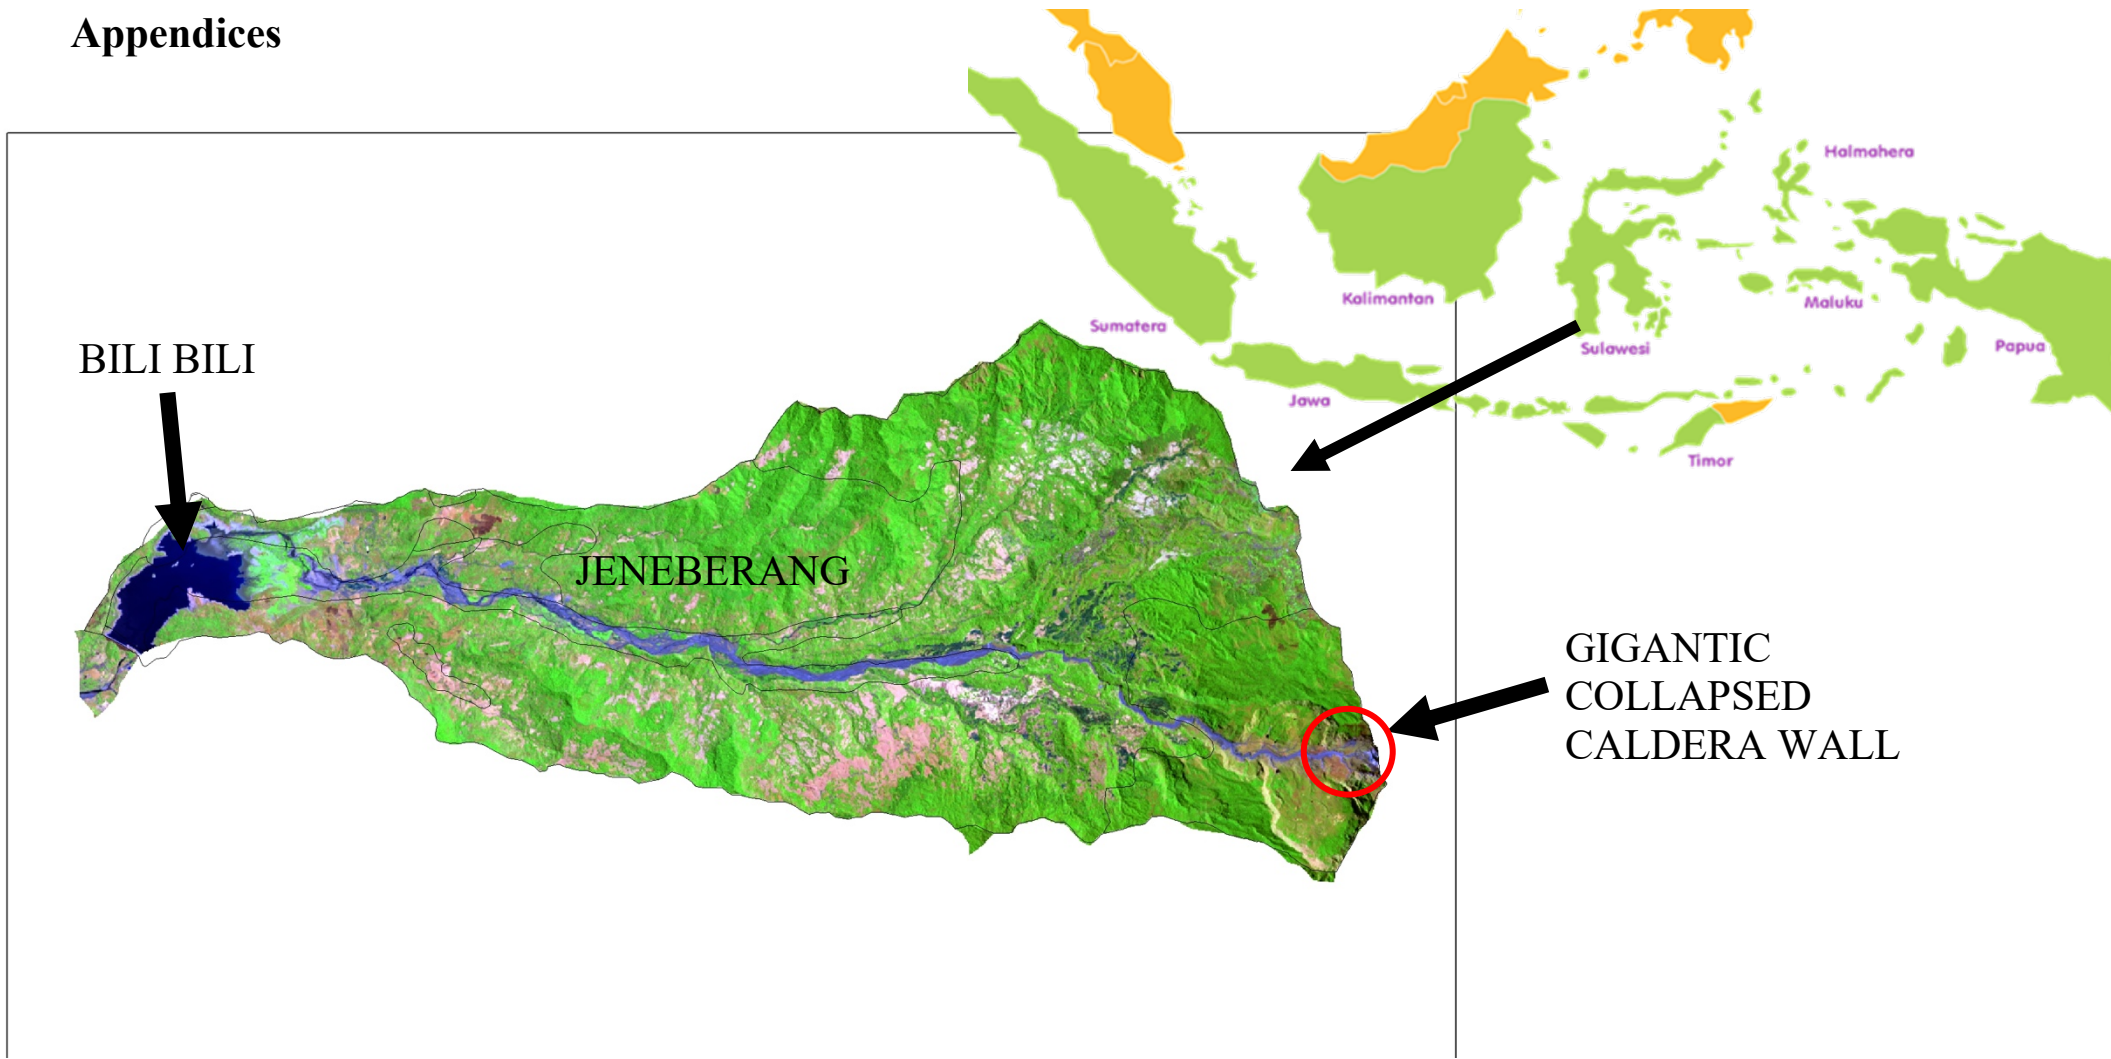 Appendices
Halmahera
Kalimantan
Maluku
Sumatera
Sulawesi
Papua
Jawa
Timor
BILI BILI
JENEBERANG
GIGANTIC
COLLAPSED
CALDERA WALL